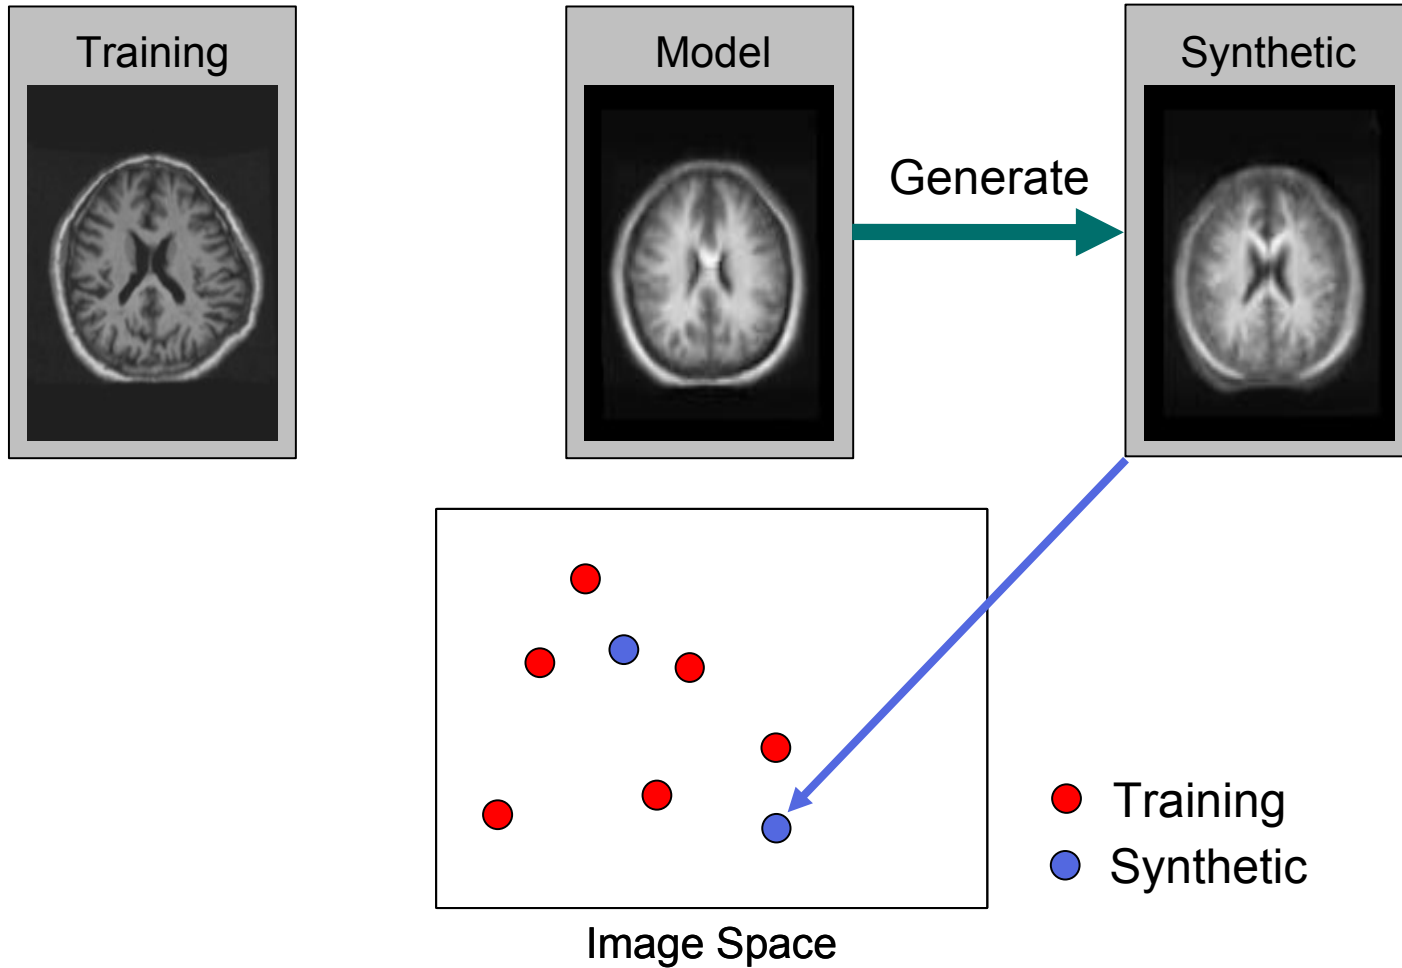 Training
Model
Synthetic
Generate
Training
Synthetic
Image Space